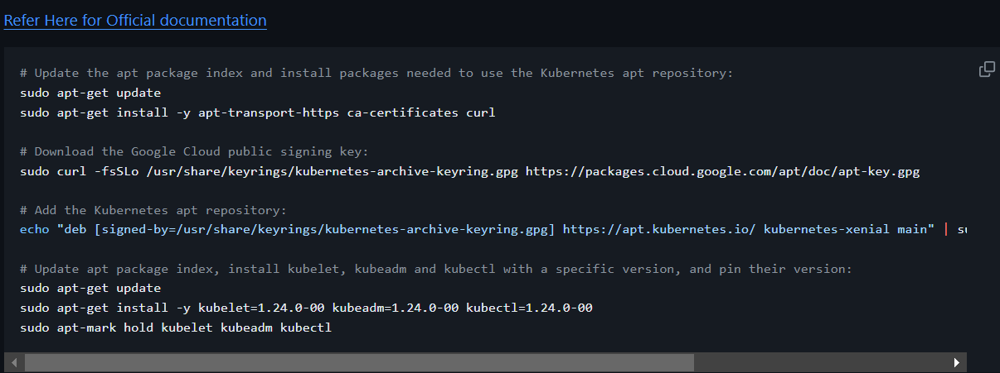 Refer Here for Official documentation
# Update the apt package index and install packages needed to use the Kubernetes apt repository:
sudo apt-get update
sudo apt-get install -y apt-transport-https ca-certificates curl
# Download the Google Cloud public signing key:
sudo curl -fsSLo /usr/share/keyrings/kubernetes-archive-keyring.gpg https://packages.cloud.google.com/apt/doc/apt-key.gpg
# Add the Kubernetes apt repository:
echo "deb [signed-by=/usr/share/keyrings/kubernetes-archive-keyring.gpg] https://apt.kubernetes.io/ kubernetes-xenial main" |
# Update apt package index, install kubelet, kubeadm and kubectl with a specific version, and pin their version:
sudo apt-get update
sudo apt-get install -y kubelet=1.24.0-00 kubeadm=1.24.0-00 kubectl=1.24.0-00
sudo apt-mark hold kubelet kubeadm kubectl